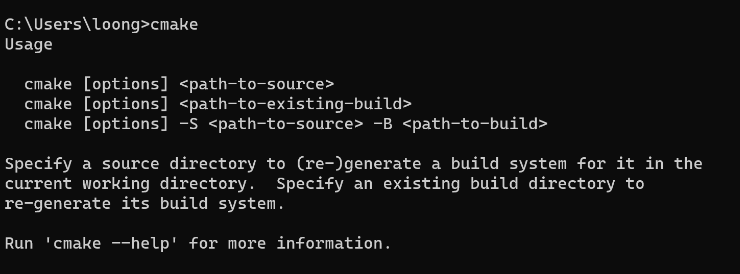 C:\Users\loong>cmake
Usage
cmake [options] <path-to-source>
cmake [options] <path-to-existing-build>
cmake [options] -S <path-to-source> -B <path-to-build>
Specify a source directory to (re-)generate a build system for it in the
current working directory.  Specify an existing build directory to
re-generate its build system.
Run 'cmake --help' for more information.